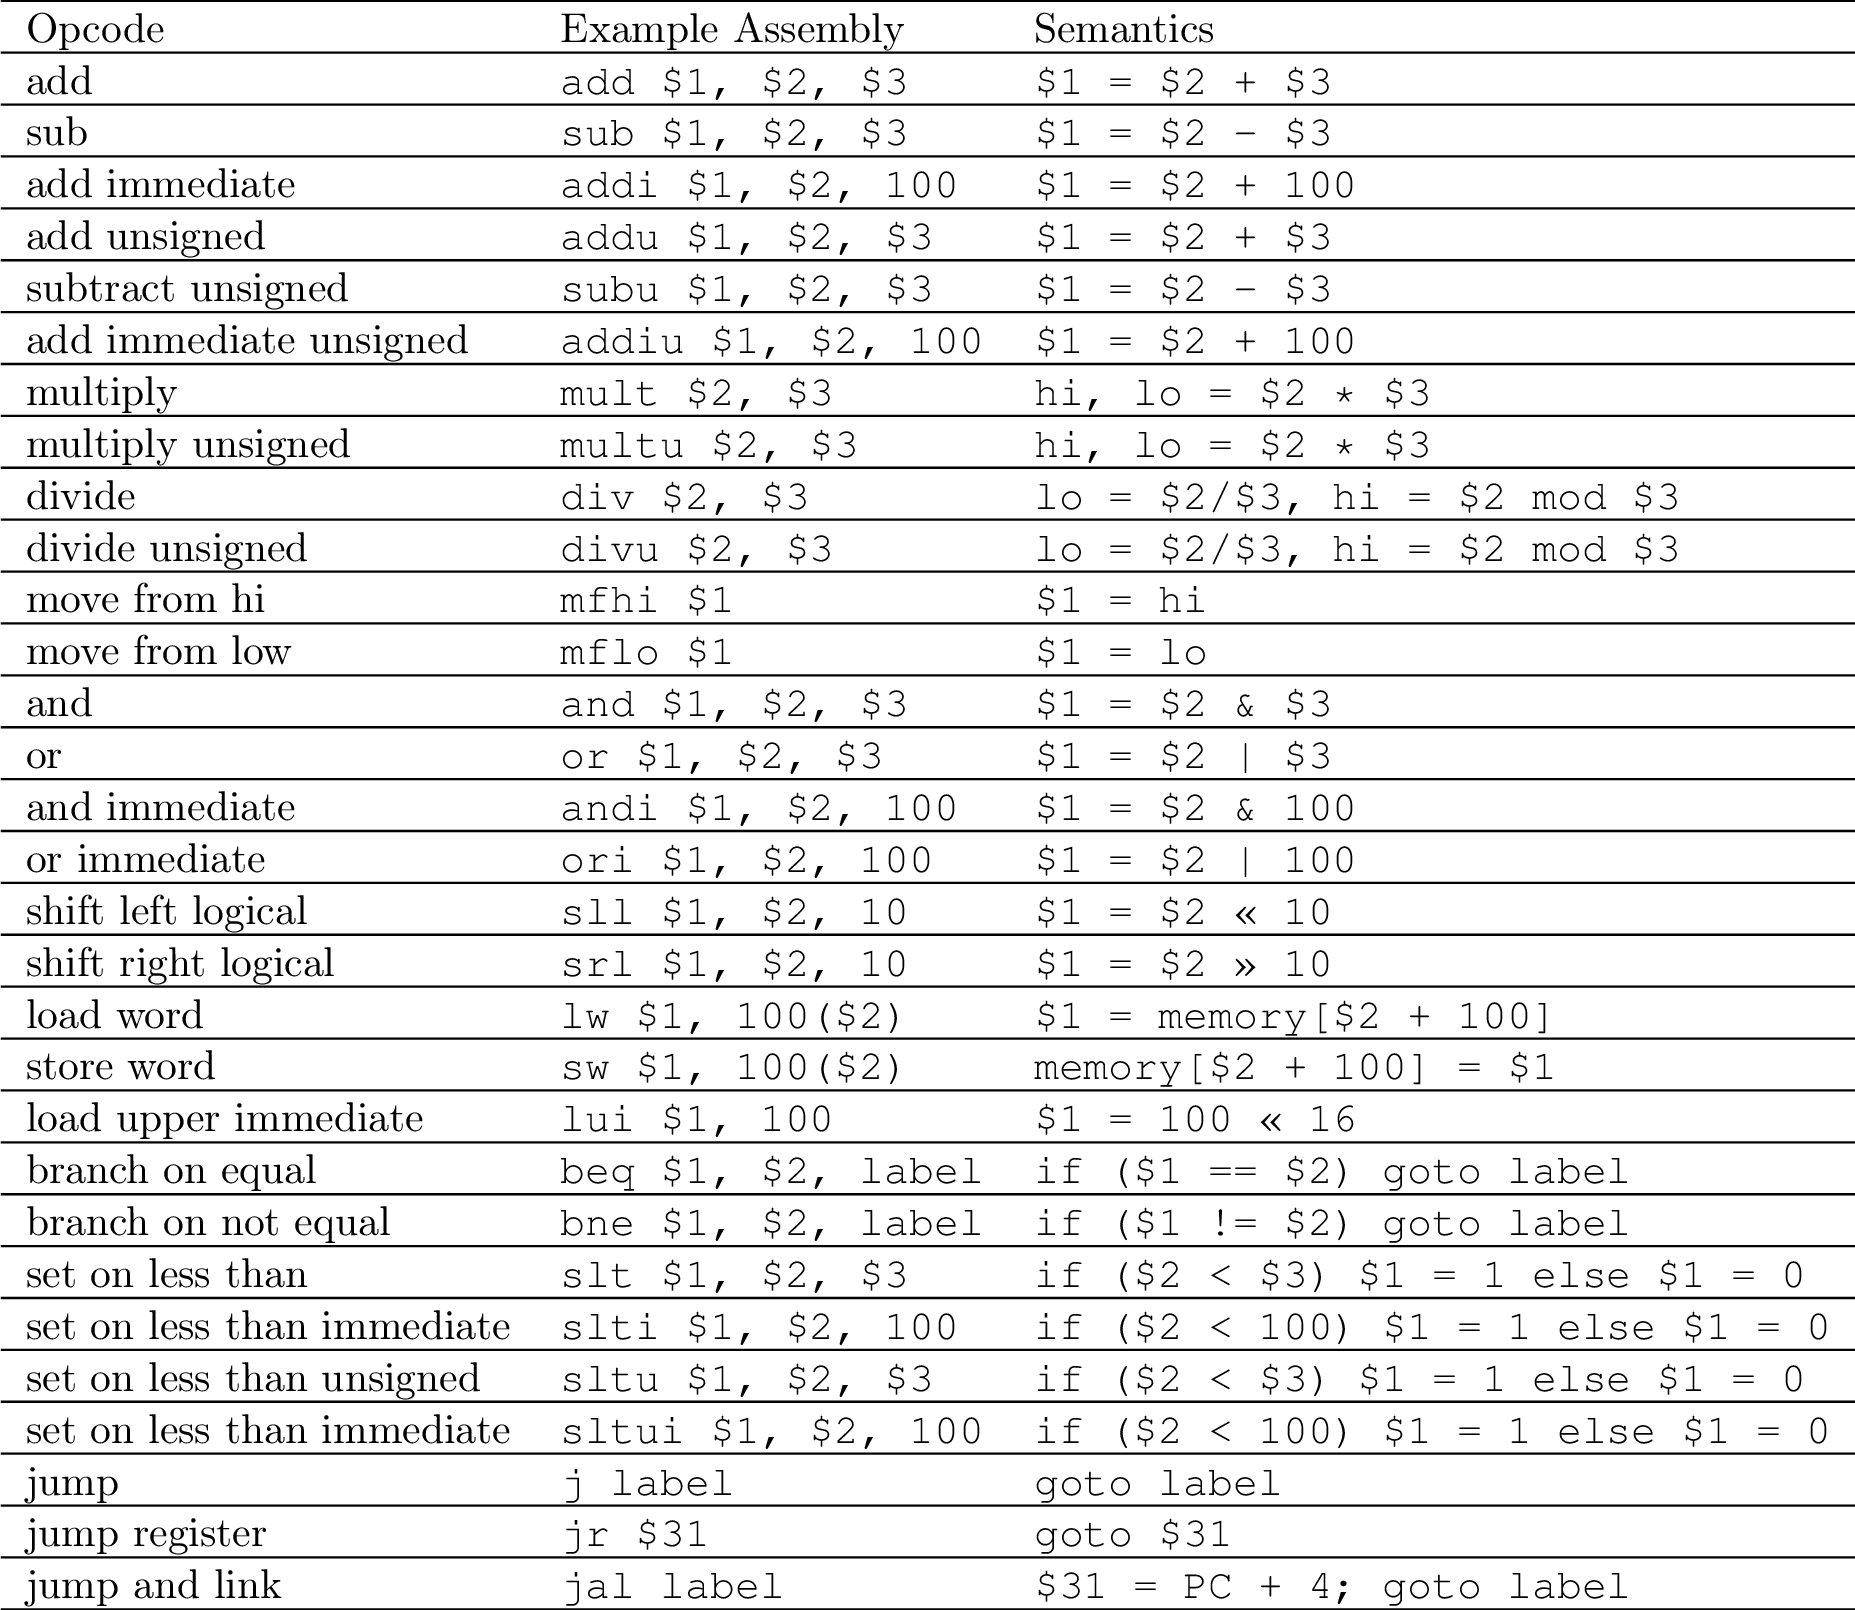 Opcode Example Assembly Semantics
add add $1, $2, $3 $1 = $2 + $3
sub sub $1, $2, $3 $1 = $2 - $3
add immediate addi $1, $2, 100 $1 = $2 + 100
add unsigned addu $1, $2, $3 $1 = $2 + $3
subtract unsigned subu $1, $2, $3 $1 = $2 - $3
add immediate unsigned addiu $1, $2, 100 $1 = $2 + 100
multiply mult $2, $3 hi, lo = $2 * $3
multiply unsigned multu $2, $3 hi, lo = $2 * $3
divide div $2, $3 lo = $2/$3, hi = $2 mod $3
divide unsigned divu $2, $3 lo = $2/$3, hi = $2 mod $3
move from hi mfhi $1 $1 = hi
move from low mflo $1 $1 = lo
and and $1, $2, $3 $1 = $2 & $3
or or $1, $2, $3 $1 = $2 | $3
and immediate andi $1, $2, 100 $1 = $2 & 100
or immediate ori $1, $2, 100 $1 = $2 | 100
shift left logical sll $1, $2, 10 $1 = $2 « 10
shift right logical srl $1, $2, 10 $1 = $2 » 10
load word lw $1, 100($2) $1 = memory[$2 + 100]
store word sw $1, 100($2) memory[$2 + 100] = $1
load upper immediate lui $1, 100 $1 = 100 « 16
branch on equal beq $1, $2, label if ($1 == $2) goto label
branch on not equal bne $1, $2, label if ($1 != $2) goto label
set on less than slt $1, $2, $3 if ($2 < $3) $1 = 1 else $1 = 0
set on less than immediate slti $1, $2, 100 if ($2 < 100) $1 = 1 else $1 = 0
set on less than unsigned sltu $1, $2, $3 if ($2 < $3) $1 = 1 else $1 = 0
set on less than immediate sltui $1, $2, 100 if ($2 < 100) $1 = 1 else $1 = 0
jump j label goto label
jump register jr $31 goto $31
jump and link jal label $31 = PC + 4; goto label